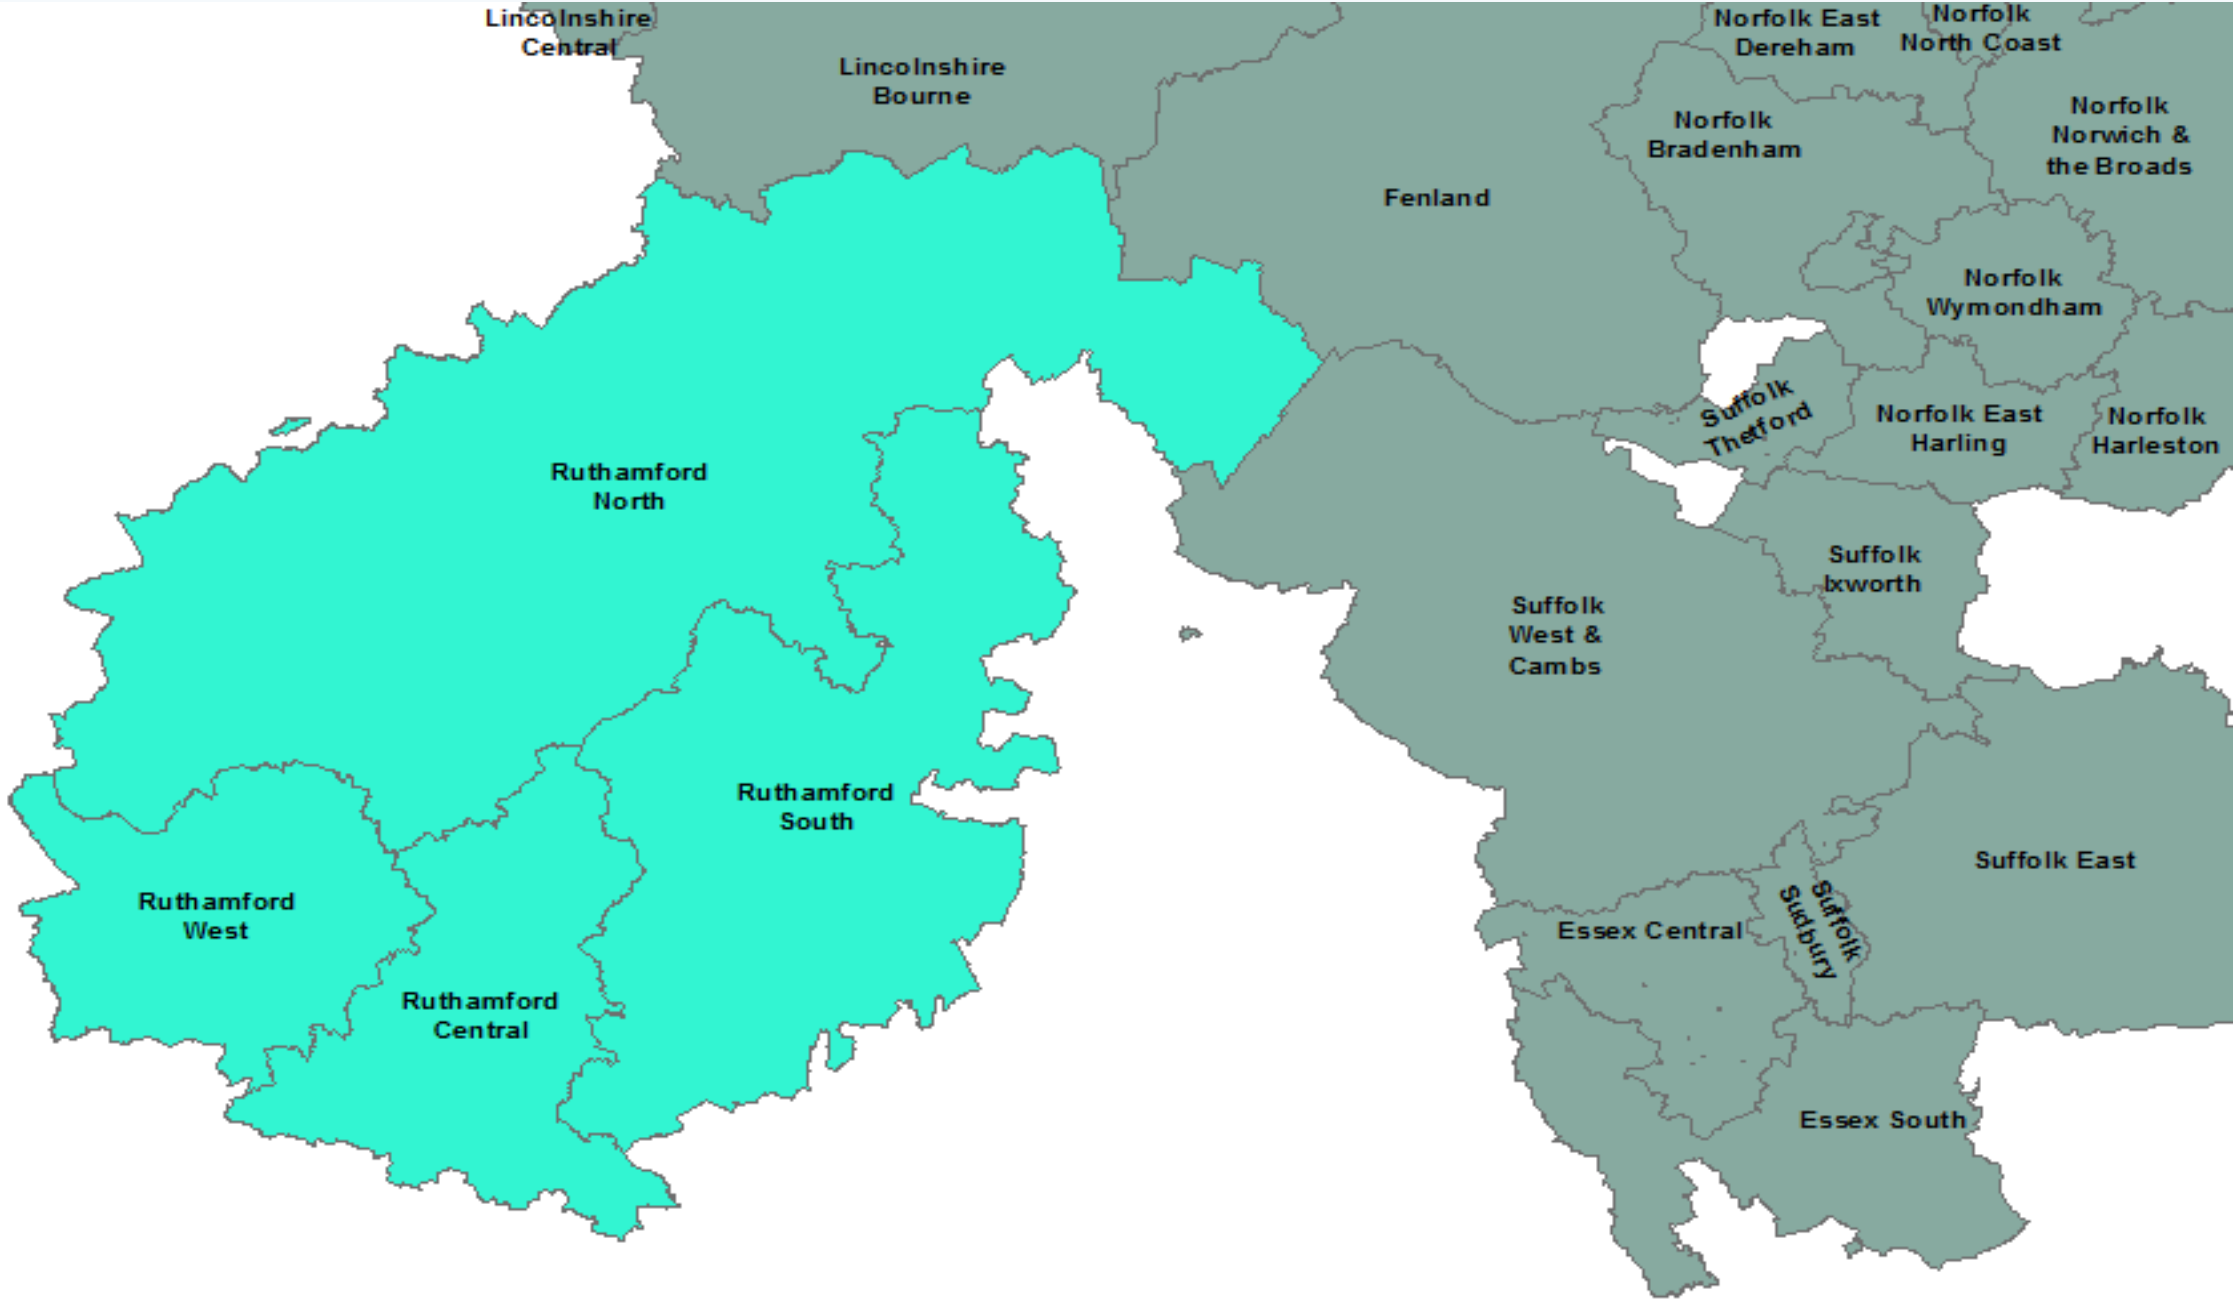 Lincolnshire
Central
Lincolnshire
Bourne
Norfolk East
Dereham
Norfolk
North Coast
Norfolk
Bradenham
Norfolk
Norwich &
the Broads
Fenland
Norfolk
Wymondham
Suffolk
Thetford
Norfolk East
Harling
Norfolk
Harleston
Ruthamford
North
Suffolk
Ixworth
Suffolk
West &
Cambs
Ruthamford
South
Suffolk East
Ruthamford
West
Essex Central
Suffolk
Sudbury
Ruthamford
Central
Essex South